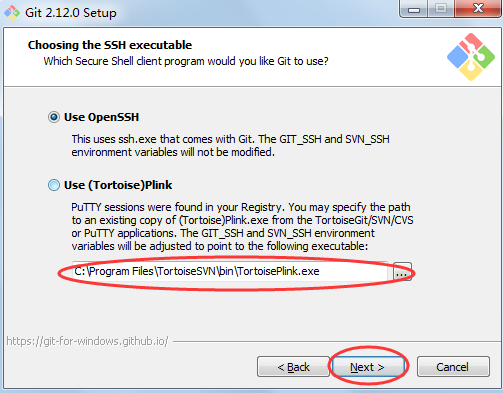 Git 2.12.0 Setup
Choosing the SSH executable
Which Secure Shell client program would you like Git to use?
Use OpenSSH
This uses ssh.exe that comes with Git. The GIT_SSH and SVN_SSH
environment variables will not be modified.
Use (Tortoise)Plink
PuTTY sessions were found in your Registry. You may specify the path
to an existing copy of (Tortoise)Plink.exe from the TortoiseGit/SVN/CVS
or PuTTY applications. The GIT_SSH and SVN_SSH environment
variables will be adjusted to point to the following executable:
C:\Program Files\TortoiseSVN\bin\TortoisePlink.exe
...
https://git-for-windows.github.io/
< Back
Next >
Cancel